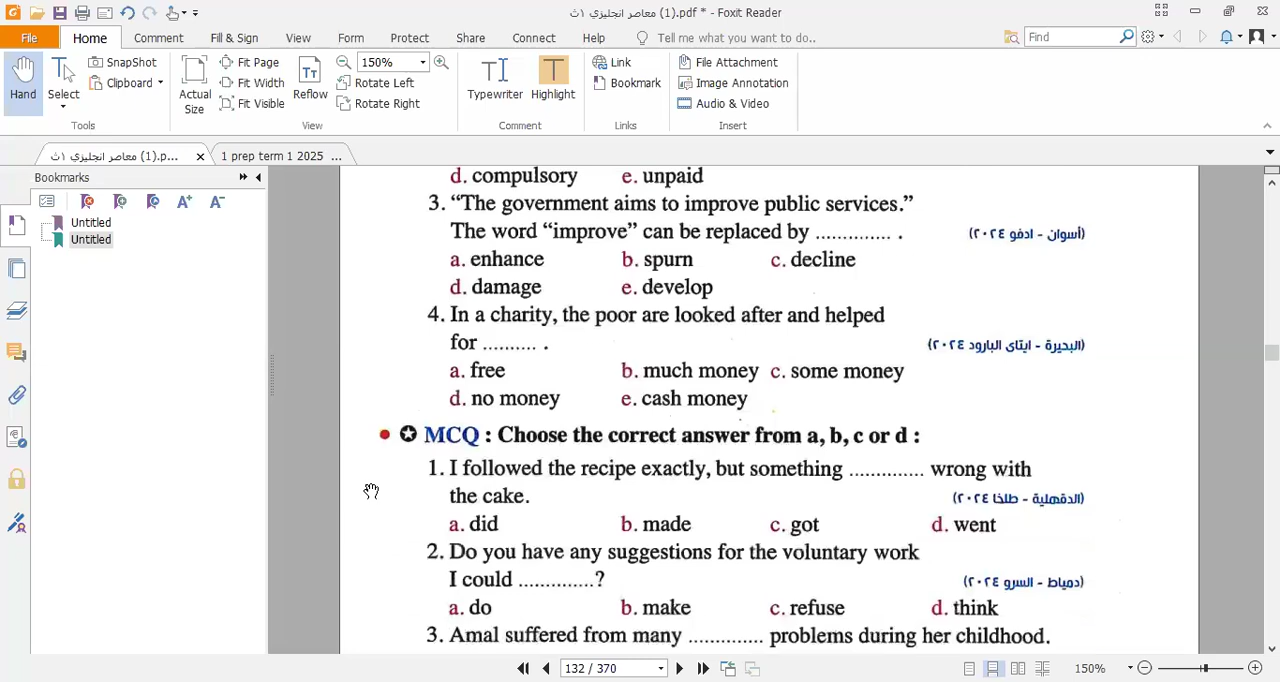 معاصر انجليزي ١ث (1).pdf * - Foxit Reader
File Home Comment Fill & Sign View Form Protect Share Connect Help Tell me what you want to do.. Find
Hand
Select
SnapShot
Clipboard
Actual Size
Fit Page
Fit Width
Fit Visible
Reflow
150%
Rotate Left
Rotate Right
Typewriter
Highlight
Link
Bookmark
File Attachment
Image Annotation
Audio & Video
Tools View Comment Links Insert
معاصر انجليزي ١ث (1).p... 1 prep term 1 2025 ...
Bookmarks
Untitled
Untitled
d. compulsory e. unpaid
3. “The government aims to improve public services.”
The word “improve” can be replaced by .............. . (أسوان - ادفو ٢٠٢٤)
a. enhance b. spurn c. decline
d. damage e. develop
4. In a charity, the poor are looked after and helped
for .......... . (البحيرة - ايتاى البارود ٢٠٢٤)
a. free b. much money c. some money
d. no money e. cash money
MCQ : Choose the correct answer from a, b, c or d :
1. I followed the recipe exactly, but something .............. wrong with
the cake. (الدقهلية - طلخا ٢٠٢٤)
a. did b. made c. got d. went
2. Do you have any suggestions for the voluntary work
I could ..............? (دمياط - السرو ٢٠٢٤)
a. do b. make c. refuse d. think
3. Amal suffered from many .............. problems during her childhood.
132 / 370 150%